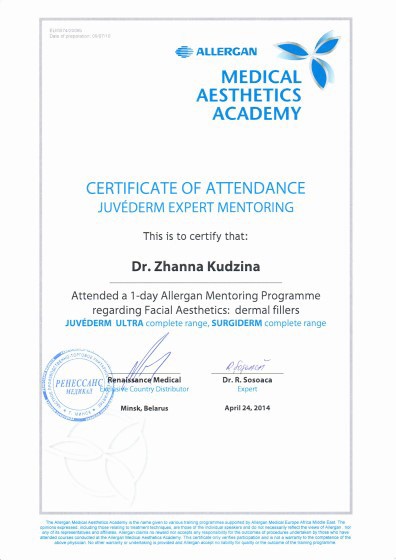 Date of preparation:
ALLERGAN
MEDICAL
AESTHETICS
ACADEMY
CERTIFICATE OF ATTENDANCE
JUVÉDERM EXPERT MENTORING
This is to certify that:
Dr. Zhanna Kudzina
Attended a 1-day Allergan Mentoring Programme
regarding Facial Aesthetics: dermal fillers
JUVÉDERM ULTRA complete range, SURGIDERM complete range
Renaissance Medical
Dr. R. Sosoaca
Exclusive Country Distributor
Expert
РЕНЕССАНС
МЕДИКАЛ
Г. МИНСК
Minsk, Belarus
April 24, 2014
The Allergan Medical Aesthetics Academy is the name given to various training programmes supported by Allergan Medical Europe Africa Middle East. The
opinions expressed, including those relating to treatment techniques, are those of the individual speakers and do not necessarily reflect the views of Allergan nor
any of its representatives and affiliates. Allergan claims no reward nor accepts any responsibility for the outcome of procedures undertaken by those who have
attended courses conducted at the Allergan Medical Aesthetics Academy. This certificate only verifies participation and is not a warranty to the competence of the
above physician. No other warranty or undertaking is provided and Allergan accept no liability for quality or the outcome of the training programme.